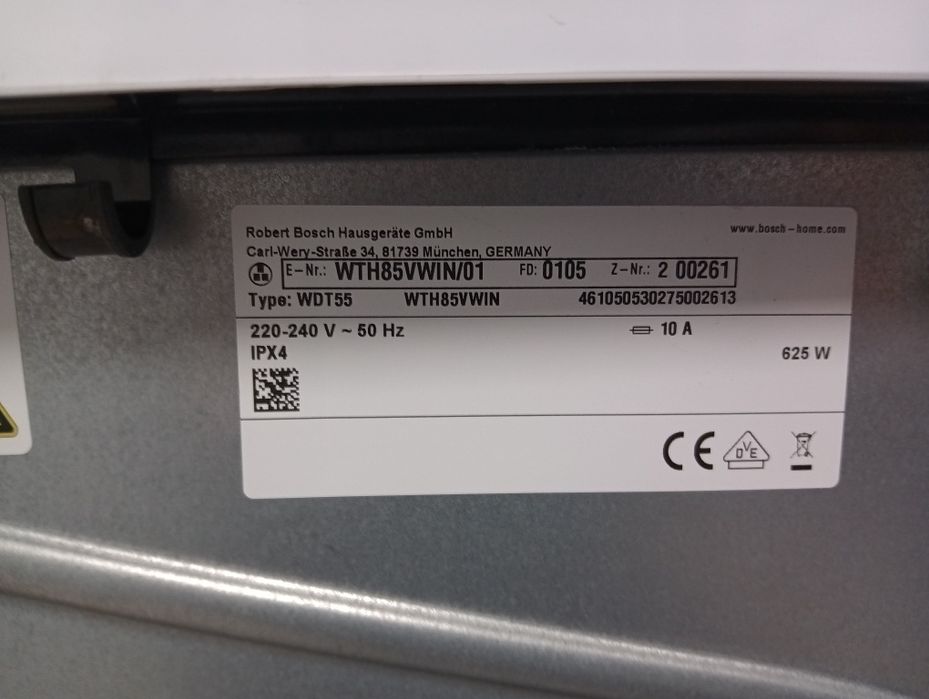 Robert Bosch Hausgeräte GmbH
www.bosch-home.com
Carl-Wery-Straße 34, 81739 München, GERMANY
E-Nr.: WTH85VWIN/01 FD: 0105 Z-Nr.: 2 00261
Type: WDT55 WTH85VWIN 461050530275002613
220-240 V ~ 50 Hz 10 A
IPX4 625 W
CE DVE